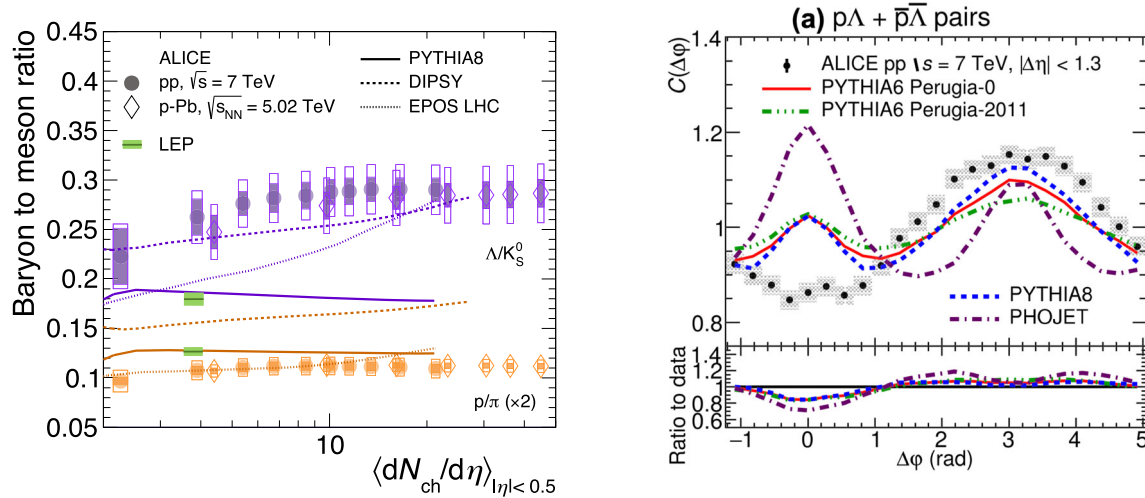 0.45
0.4
0.35
0.3
0.25
0.2
0.15
0.1
0.05
Baryon to meson ratio
ALICE
pp, √s = 7 TeV
p-Pb, √s_NN = 5.02 TeV
LEP
PYTHIA8
DIPSY
EPOS LHC
Λ/K⁰_S
p/π (×2)
10
⟨dN_ch/dη⟩_|η|< 0.5
(a) pΛ + p̅Λ̅ pairs
C(Δφ)
1.4
1.2
1
0.8
ALICE pp √s = 7 TeV, |Δη| < 1.3
PYTHIA6 Perugia-0
PYTHIA6 Perugia-2011
PYTHIA8
PHOJET
Ratio to data
1.4
1.2
1.0
0.8
0.6
−1 0 1 2 3 4 5
Δφ (rad)